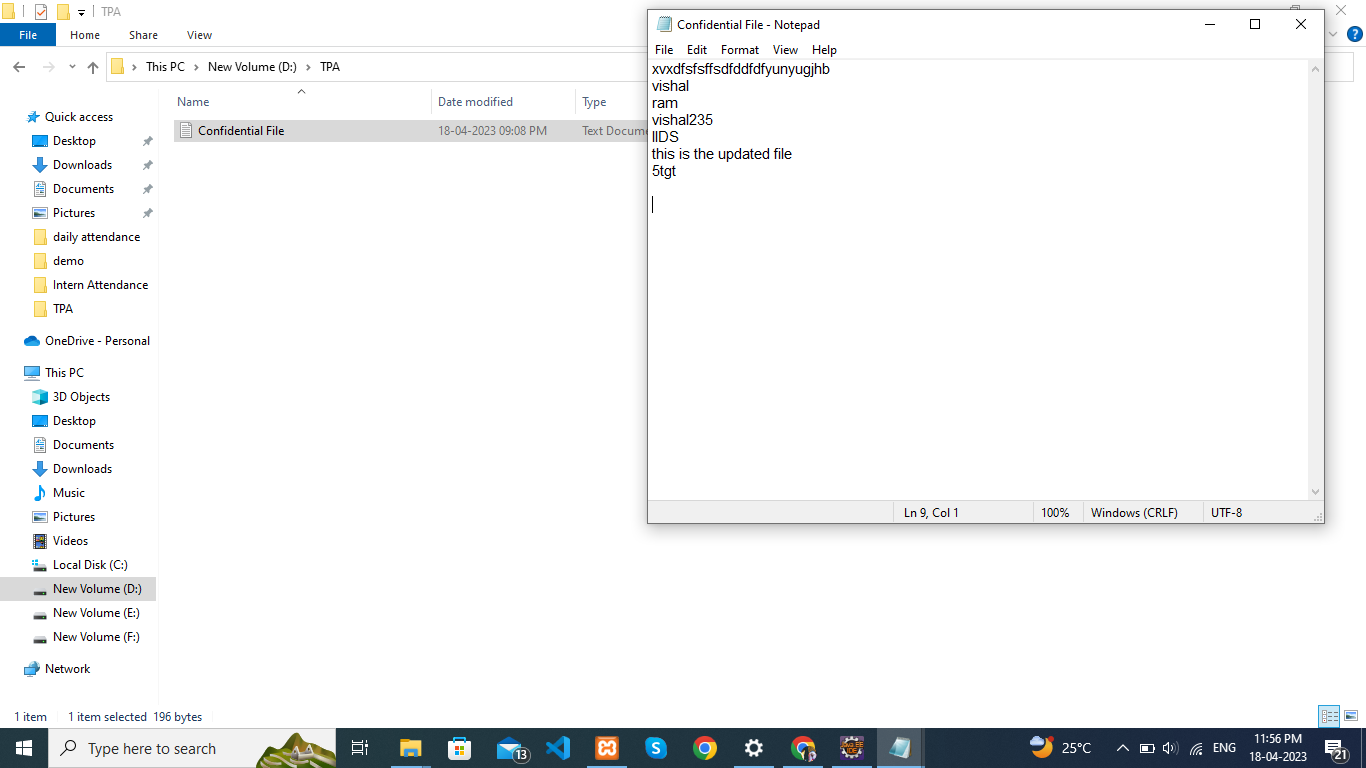 TPA
File Home Share View
This PC New Volume (D:) TPA
Name Date modified Type
Confidential File 18-04-2023 09:08 PM Text Docume
Quick access
Desktop
Downloads
Documents
Pictures
daily attendance
demo
Intern Attendance
TPA
OneDrive - Personal
This PC
3D Objects
Desktop
Documents
Downloads
Music
Pictures
Videos
Local Disk (C:)
New Volume (D:)
New Volume (E:)
New Volume (F:)
Network
1 item 1 item selected 196 bytes
Confidential File - Notepad
File Edit Format View Help
xvxdfsfsffsdfddfdfyunyugjhb
vishal
ram
vishal235
llDS
this is the updated file
5tgt
Ln 9, Col 1 100% Windows (CRLF) UTF-8
Type here to search
13
25°C
ENG
11:56 PM
18-04-2023
21